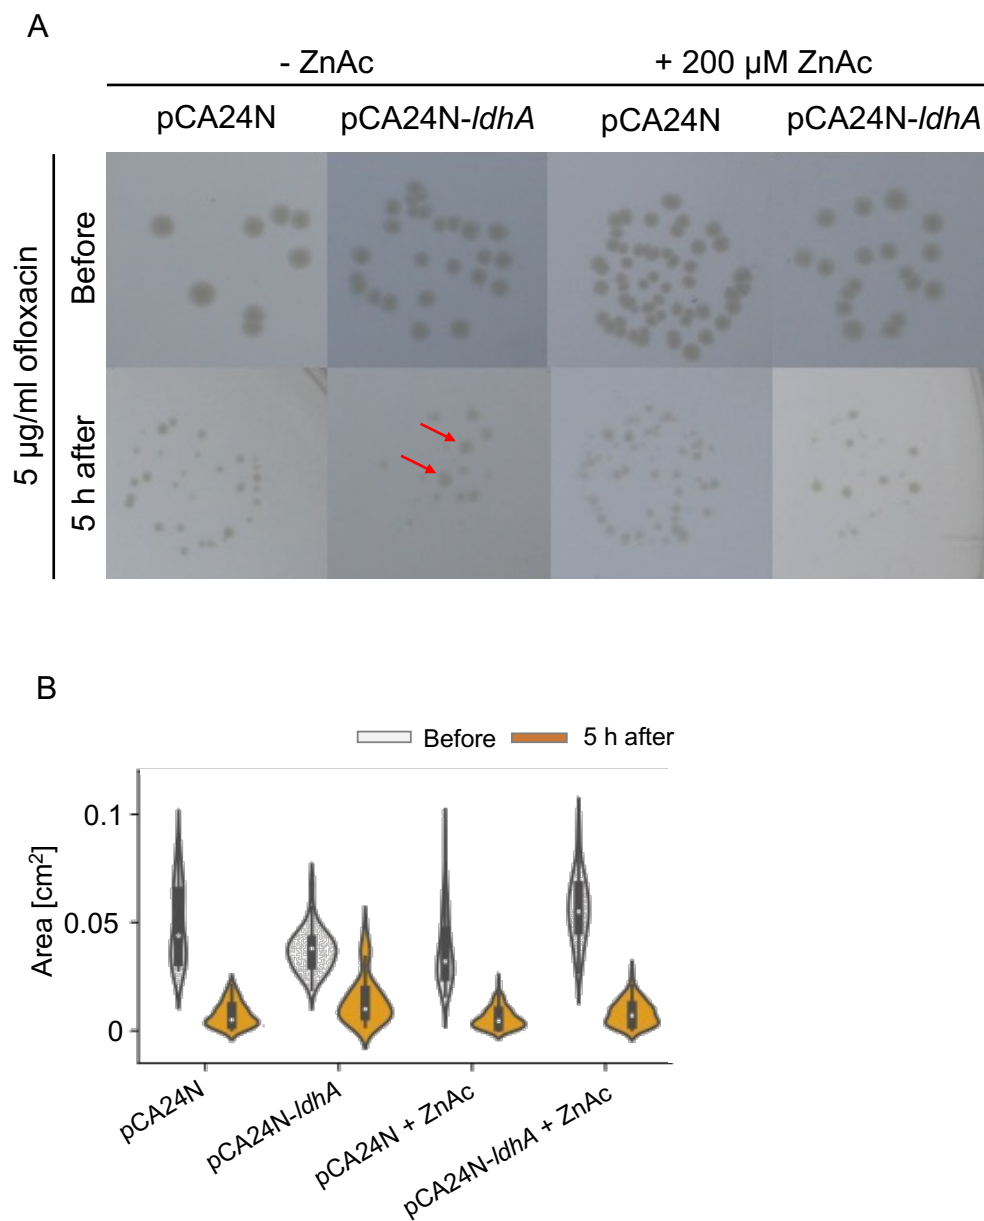 A
- ZnAc
+ 200 µM ZnAc
pCA24N
pCA24N-ldhA
pCA24N
pCA24N-ldhA
5 µg/ml ofloxacin
Before
5 h after
B
Before
5 h after
Area [cm²]
0.1
0.05
0
pCA24N
pCA24N-ldhA
pCA24N + ZnAc
pCA24N-ldhA + ZnAc